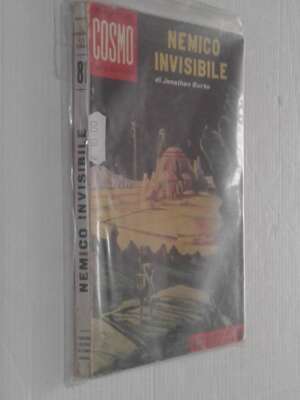 COSMO
NEMICO
INVISIBILE
di Jonathan Burke
8
NEMICO INVISIBILE